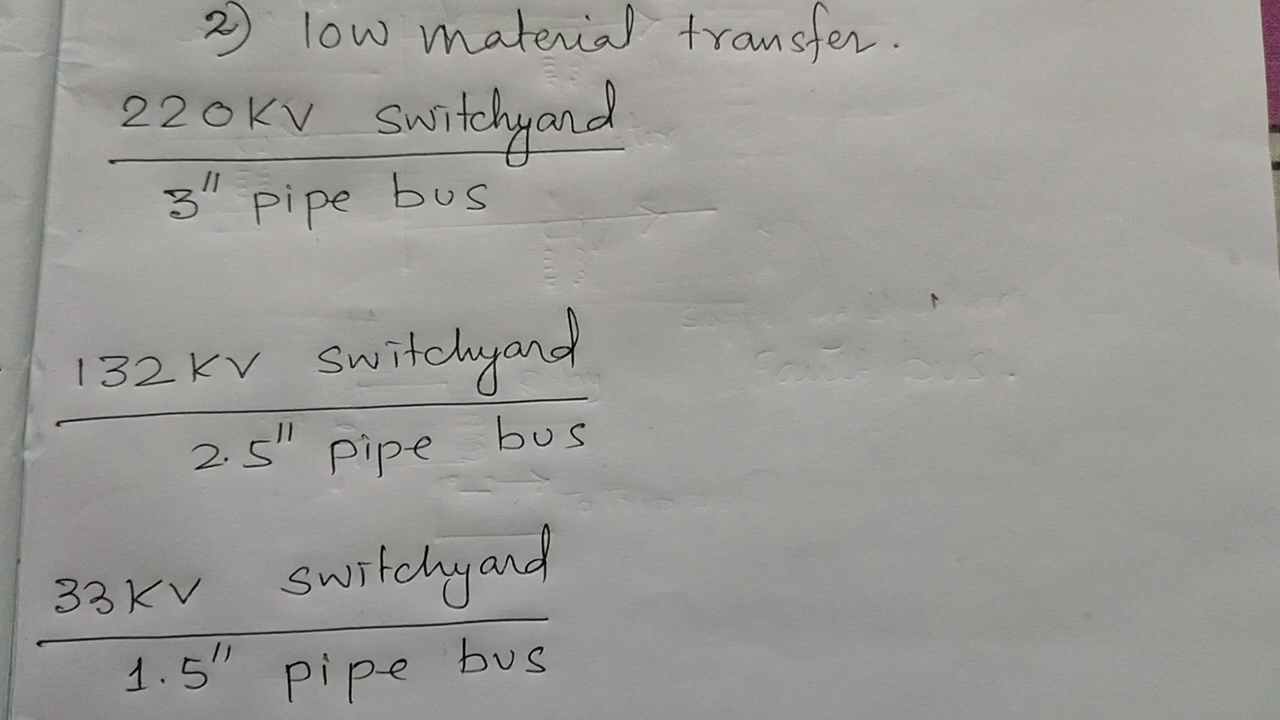 2) low material transfer.
220KV switchyard
3" pipe bus
132KV switchyard
2.5" pipe bus
33KV switchyard
1.5" pipe bus